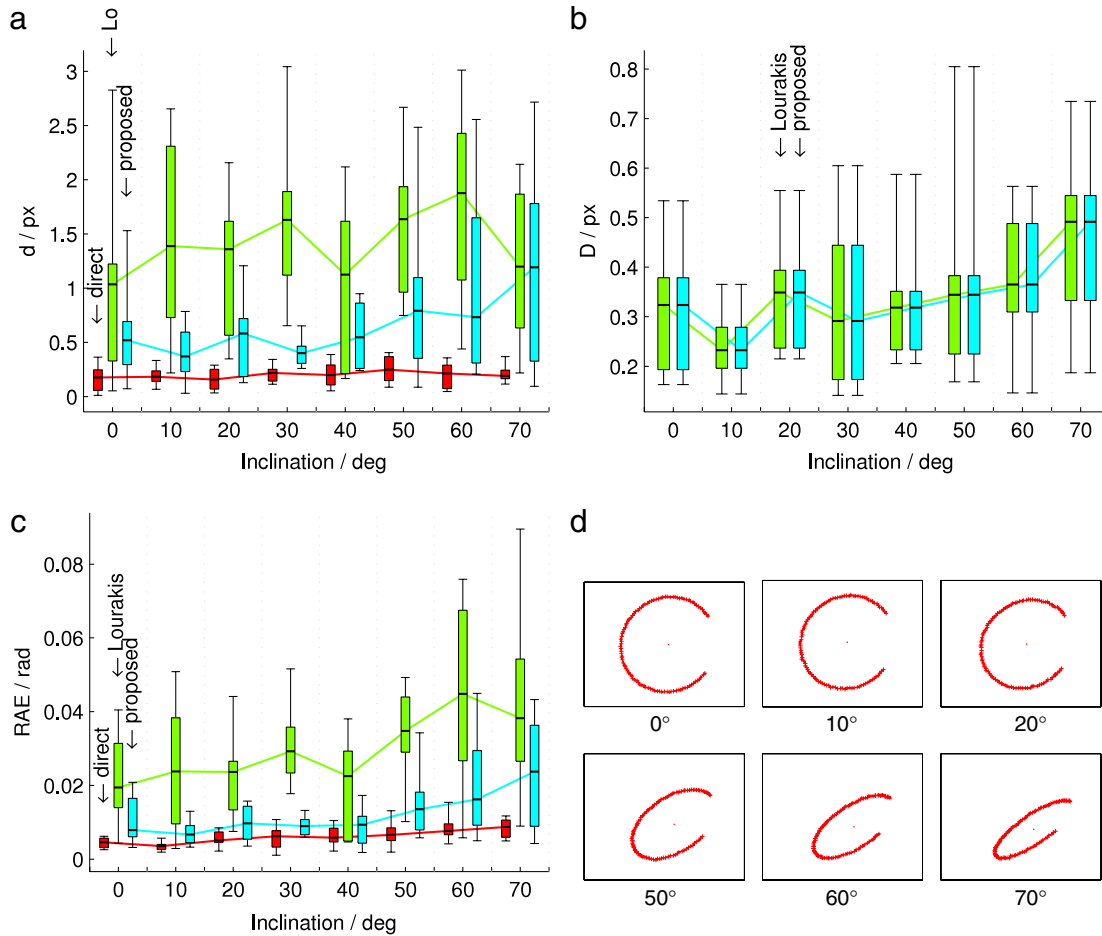 a
Lo
proposed
direct
3
2.5
2
1.5
1
0.5
0
d / px
0 10 20 30 40 50 60 70
Inclination / deg
b
Lourakis
proposed
0.8
0.7
0.6
0.5
0.4
0.3
0.2
D / px
0 10 20 30 40 50 60 70
Inclination / deg
c
Lourakis
proposed
direct
0.08
0.06
0.04
0.02
0
RAE / rad
0 10 20 30 40 50 60 70
Inclination / deg
d
0° 10° 20°
50° 60° 70°